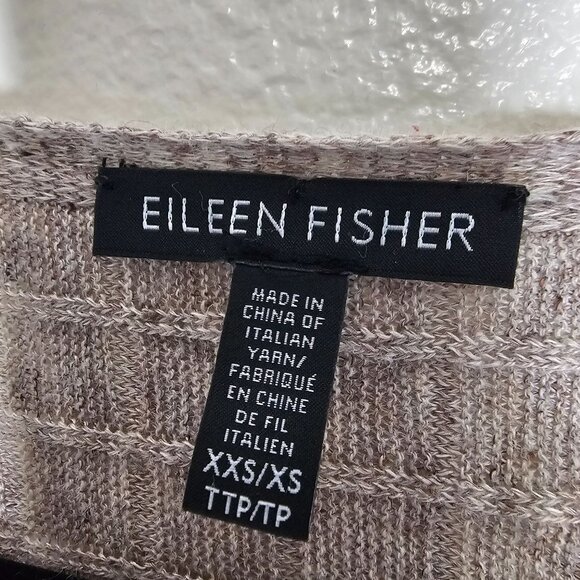 EILEEN FISHER
MADE IN
CHINA OF
ITALIAN
YARN/
FABRIQUÉ
EN CHINE
DE FIL
ITALIEN
XXS/XS
TTP/TP